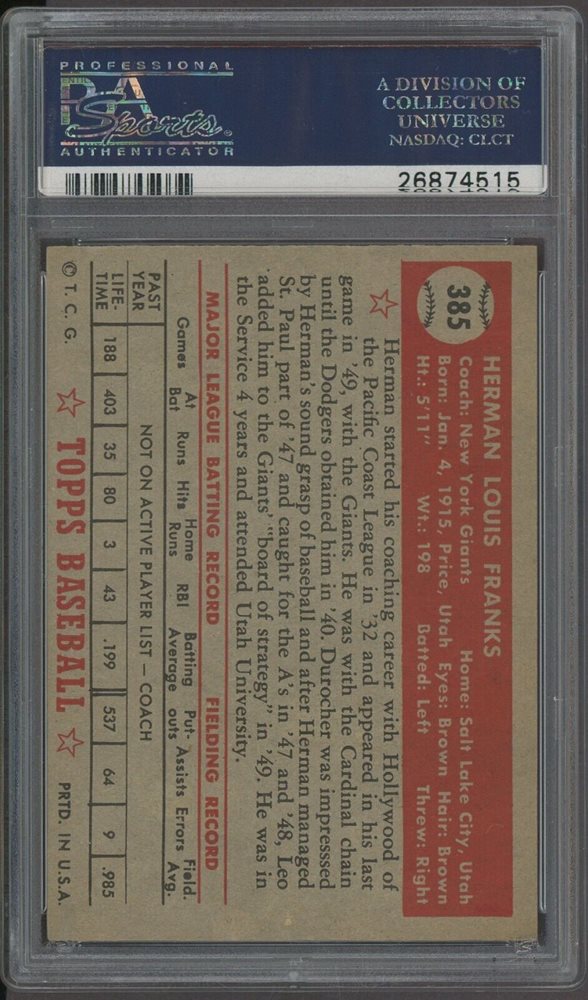 PROFESSIONAL
PSA
Sports
AUTHENTICATOR
A DIVISION OF
COLLECTORS
UNIVERSE
NASDAQ: CLCT
26874515
385
HERMAN LOUIS FRANKS
Coach: New York Giants Home: Salt Lake City, Utah
Born: Jan. 4, 1915, Price, Utah Eyes: Brown Hair: Brown
Ht.: 5'11" Wt.: 198 Batted: Left Threw: Right
Herman started his coaching career with Hollywood of
the Pacific Coast League in '32 and appeared in his last
game in '49, with the Giants. He was with the Cardinal chain
until the Dodgers obtained him in '40. Durocher was impresssed
by Herman's sound grasp of baseball and after Herman managed
St. Paul part of '47 and caught for the A's in '47 and '48, Leo
added him to the Giants' "board of strategy" in '49. He was in
the Service 4 years and attended Utah University.
MAJOR LEAGUE BATTING RECORD FIELDING RECORD
Games At Bat Runs Hits Home Runs RBI Batting Average Put-outs Assists Errors Field. Avg.
PAST YEAR NOT ON ACTIVE PLAYER LIST — COACH
LIFE-TIME 188 403 35 80 3 43 .199 537 64 9 .985
© T. C. G. TOPPS BASEBALL PRTD. IN U.S.A.